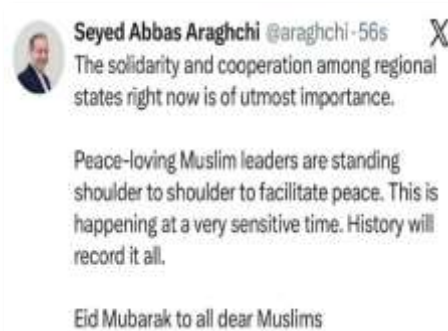 Seyed Abbas Araghchi @araghchi·56s
The solidarity and cooperation among regional
states right now is of utmost importance.
Peace-loving Muslim leaders are standing
shoulder to shoulder to facilitate peace. This is
happening at a very sensitive time. History will
record it all.
Eid Mubarak to all dear Muslims